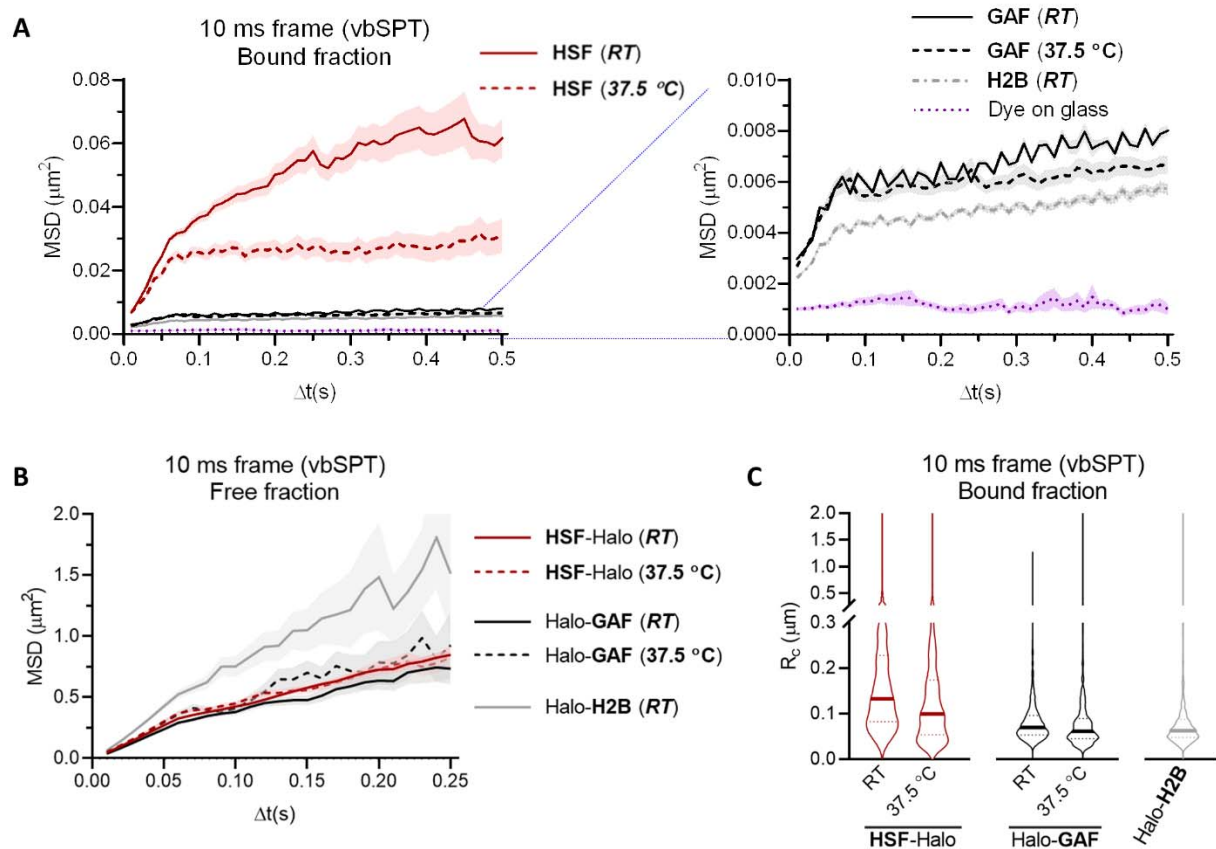 A
10 ms frame (vbSPT)
Bound fraction
HSF (RT)
HSF (37.5 °C)
MSD (μm²)
0.08
0.06
0.04
0.02
0.00
0.0 0.1 0.2 0.3 0.4 0.5
Δt(s)
GAF (RT)
GAF (37.5 °C)
H2B (RT)
Dye on glass
MSD (μm²)
0.010
0.008
0.006
0.004
0.002
0.000
0.0 0.1 0.2 0.3 0.4 0.5
Δt(s)
B
10 ms frame (vbSPT)
Free fraction
MSD (μm²)
2.0
1.5
1.0
0.5
0.0
0.00 0.05 0.10 0.15 0.20 0.25
Δt(s)
HSF-Halo (RT)
HSF-Halo (37.5 °C)
Halo-GAF (RT)
Halo-GAF (37.5 °C)
Halo-H2B (RT)
C
10 ms frame (vbSPT)
Bound fraction
Rc (μm)
2.0
1.5
1.0
0.5
0.3
0.2
0.1
0.0
RT
37.5 °C
RT
37.5 °C
Halo-H2B
HSF-Halo
Halo-GAF